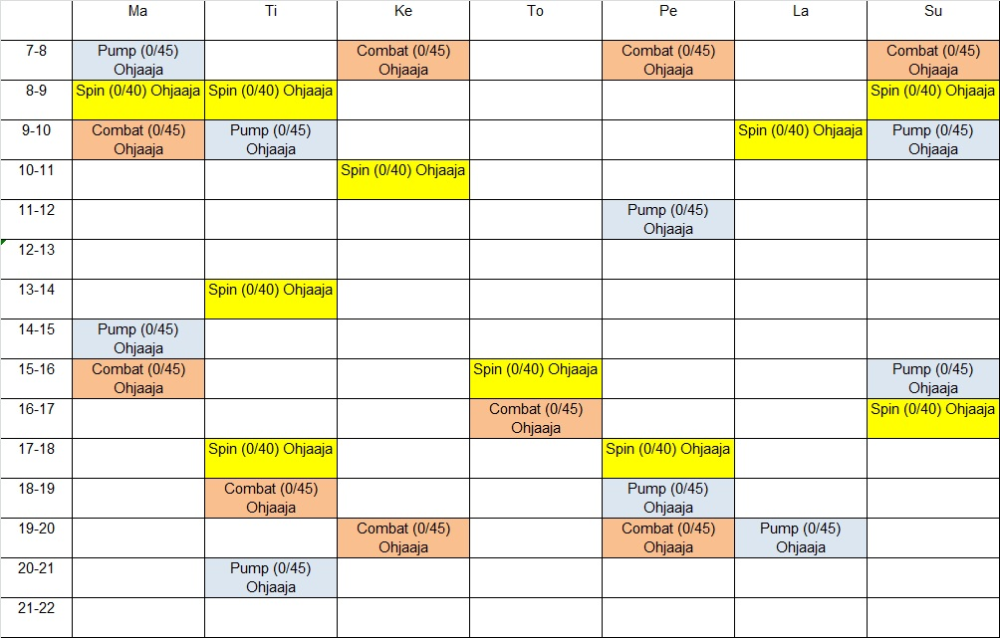 Ma Ti Ke To Pe La Su
7-8 Pump (0/45) Combat (0/45) Combat (0/45) Combat (0/45)
Ohjaaja Ohjaaja Ohjaaja Ohjaaja
8-9 Spin (0/40) Ohjaaja Spin (0/40) Ohjaaja Spin (0/40) Ohjaaja
9-10 Combat (0/45) Pump (0/45) Spin (0/40) Ohjaaja Pump (0/45)
Ohjaaja Ohjaaja Ohjaaja
10-11 Spin (0/40) Ohjaaja
11-12 Pump (0/45)
Ohjaaja
12-13
13-14 Spin (0/40) Ohjaaja
14-15 Pump (0/45)
Ohjaaja
15-16 Combat (0/45) Spin (0/40) Ohjaaja Pump (0/45)
Ohjaaja Ohjaaja
16-17 Combat (0/45) Spin (0/40) Ohjaaja
Ohjaaja
17-18 Spin (0/40) Ohjaaja Spin (0/40) Ohjaaja
18-19 Combat (0/45) Pump (0/45)
Ohjaaja Ohjaaja
19-20 Combat (0/45) Combat (0/45) Pump (0/45)
Ohjaaja Ohjaaja Ohjaaja
20-21 Pump (0/45)
Ohjaaja
21-22